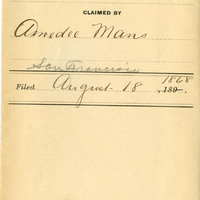 CLAIMED BY
Amedee Mans
San Francisco
1868
Filed August 18, 189-.